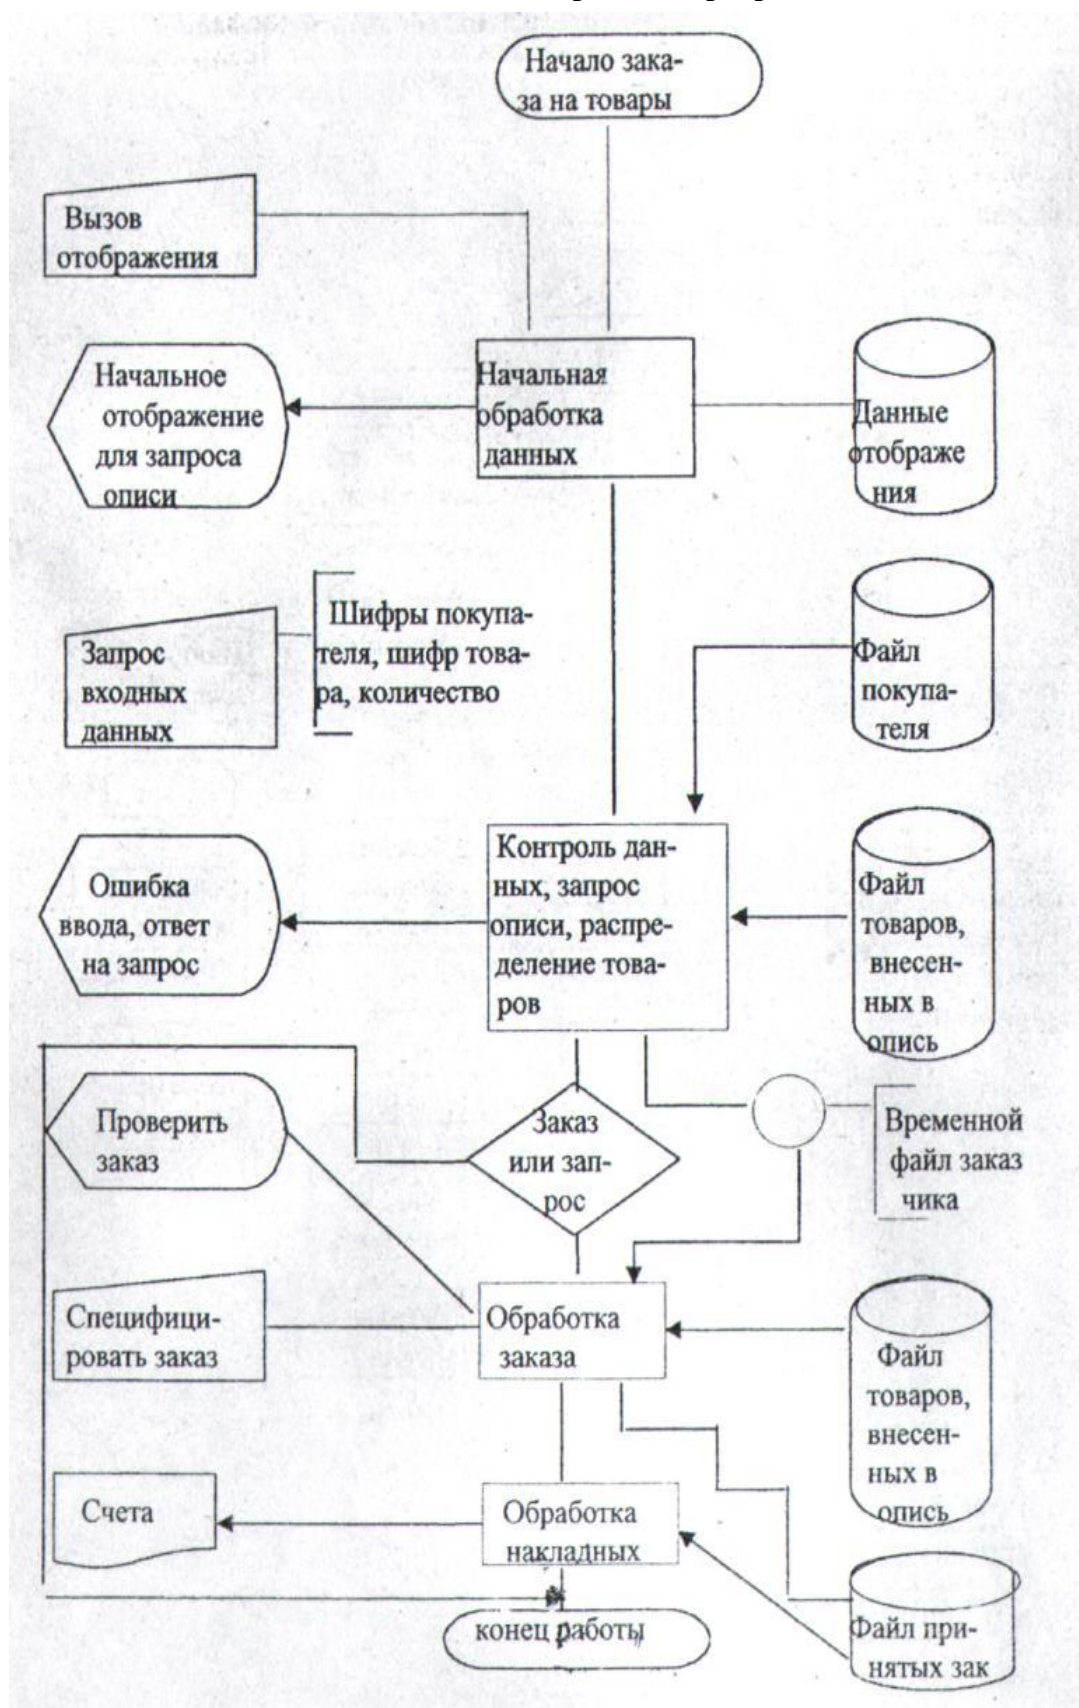 Начало зака-
за на товары
Вызов
отображения
Начальное
отображение
для запроса
описи
Начальная
обработка
данных
Данные
отображе
ния
Шифры покупа-
теля, шифр това-
ра, количество
Запрос
входных
данных
Файл
покупа-
теля
Ошибка
ввода, ответ
на запрос
Контроль дан-
ных, запрос
описи, распре-
деление това-
ров
Файл
товаров,
внесен-
ных в
опись
Проверить
заказ
Заказ
или зап-
рос
Временной
файл заказ
чика
Специфици-
ровать заказ
Обработка
заказа
Файл
товаров,
внесен-
ных в
опись
Счета
Обработка
накладных
конец работы
Файл при-
нятых зак